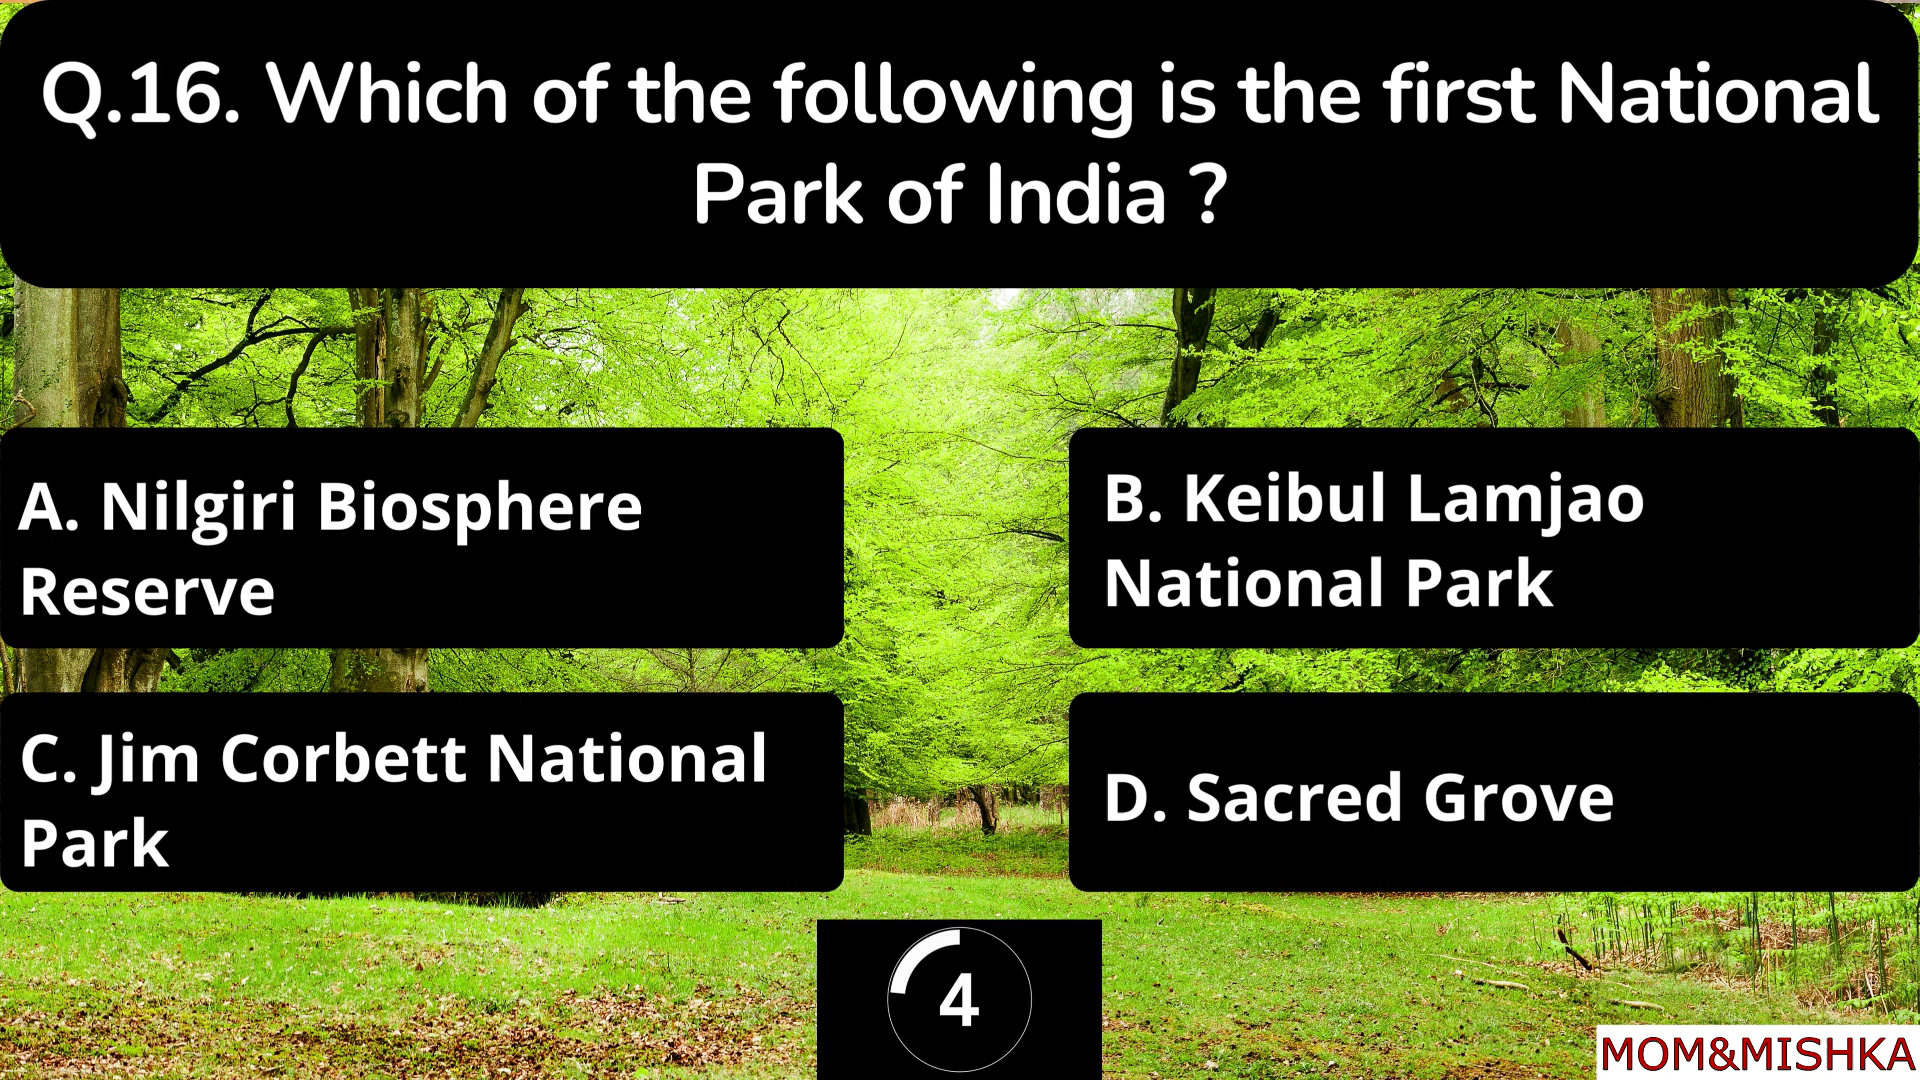 Q.16. Which of the following is the first National
Park of India ?
A. Nilgiri Biosphere
Reserve
B. Keibul Lamjao
National Park
C. Jim Corbett National
Park
D. Sacred Grove
4
MOM&MISHKA